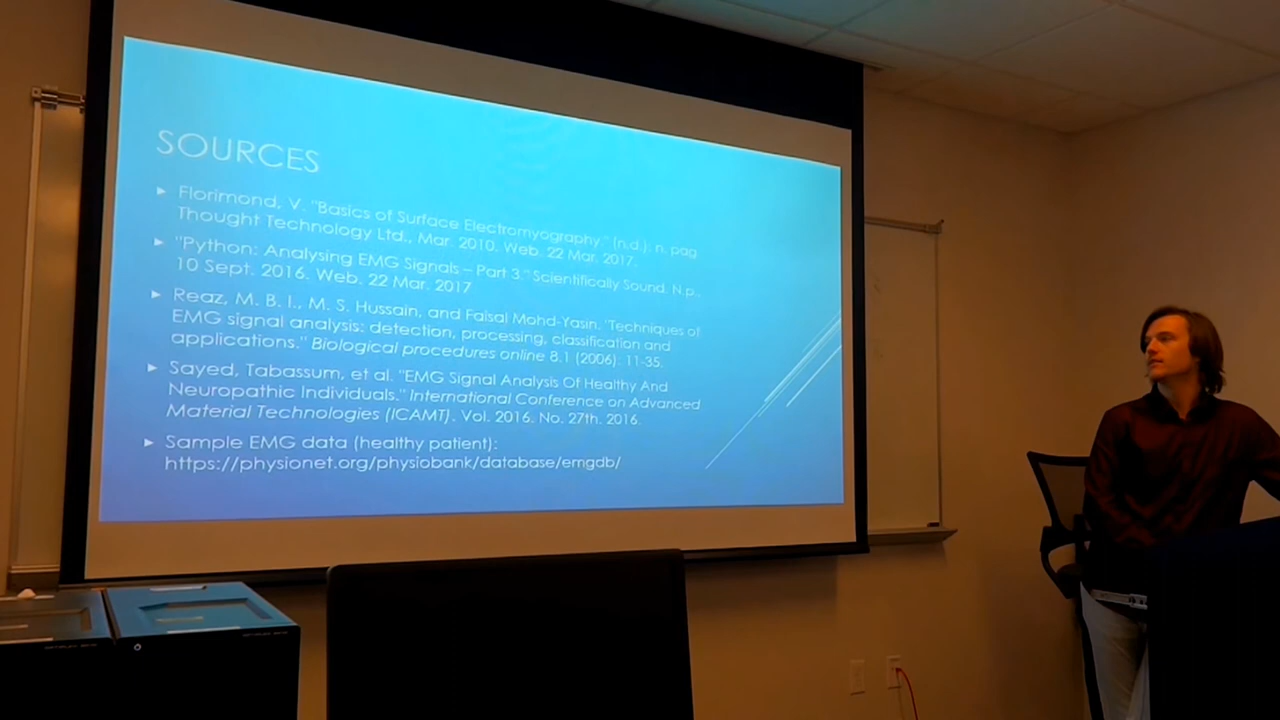 SOURCES
Florimond, V. "Basics of Surface Electromyography." (n.d.): n. pag.
Thought Technology Ltd., Mar. 2010. Web. 22 Mar. 2017.
"Python: Analysing EMG Signals – Part 3." Scientifically Sound. N.p.,
10 Sept. 2016. Web. 22 Mar. 2017
Reaz, M. B. I., M. S. Hussain, and Faisal Mohd-Yasin. "Techniques of
EMG signal analysis: detection, processing, classification and
applications." Biological procedures online 8.1 (2006): 11-35.
Sayed, Tabassum, et al. "EMG Signal Analysis Of Healthy And
Neuropathic Individuals." International Conference on Advanced
Material Technologies (ICAMT). Vol. 2016. No. 27th. 2016.
Sample EMG data (healthy patient):
https://physionet.org/physiobank/database/emgdb/